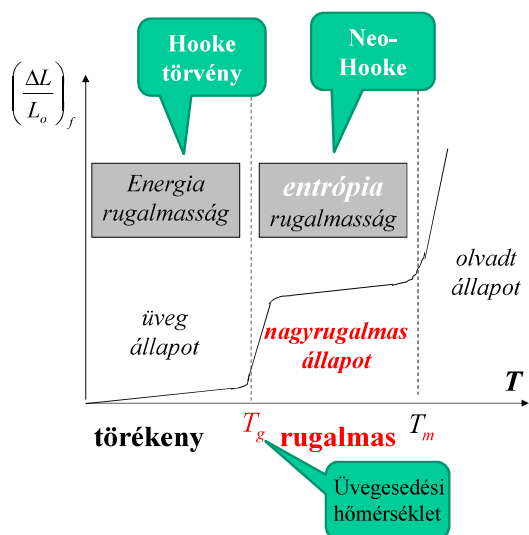 Hooke
törvény
Neo-
Hooke
(ΔL/Lₒ)f
Energia
rugalmasság
entrópia
rugalmasság
olvadt
állapot
üveg
állapot
nagyrugalmas
állapot
T
törékeny Tg rugalmas Tm
Üvegesedési
hőmérséklet